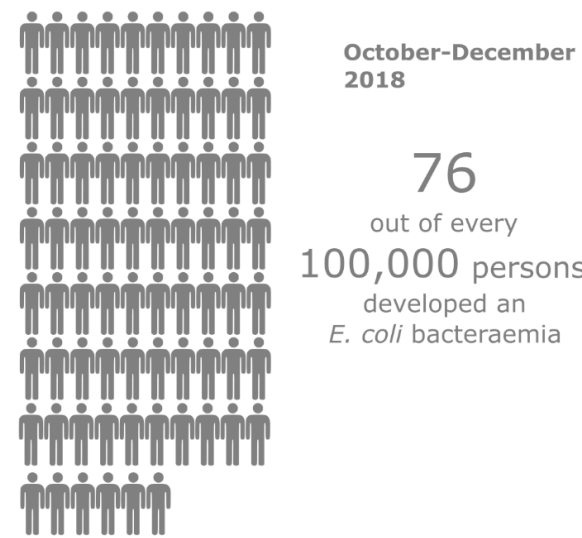 October-December
2018
76
out of every
100,000 persons
developed an
E. coli bacteraemia